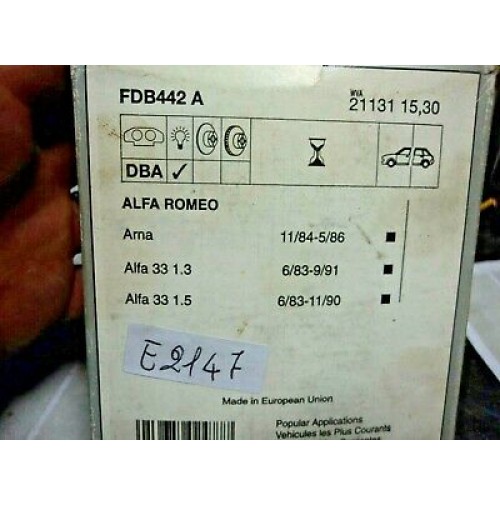 FDB442 A
WVA
21131 15,30
DBA ✓
ALFA ROMEO
Arna 11/84-5/86 ■
Alfa 33 1.3 6/83-9/91 ■
Alfa 33 1.5 6/83-11/90 ■
E2147
Made in European Union
Popular Applications
Vehicules les Plus Courants